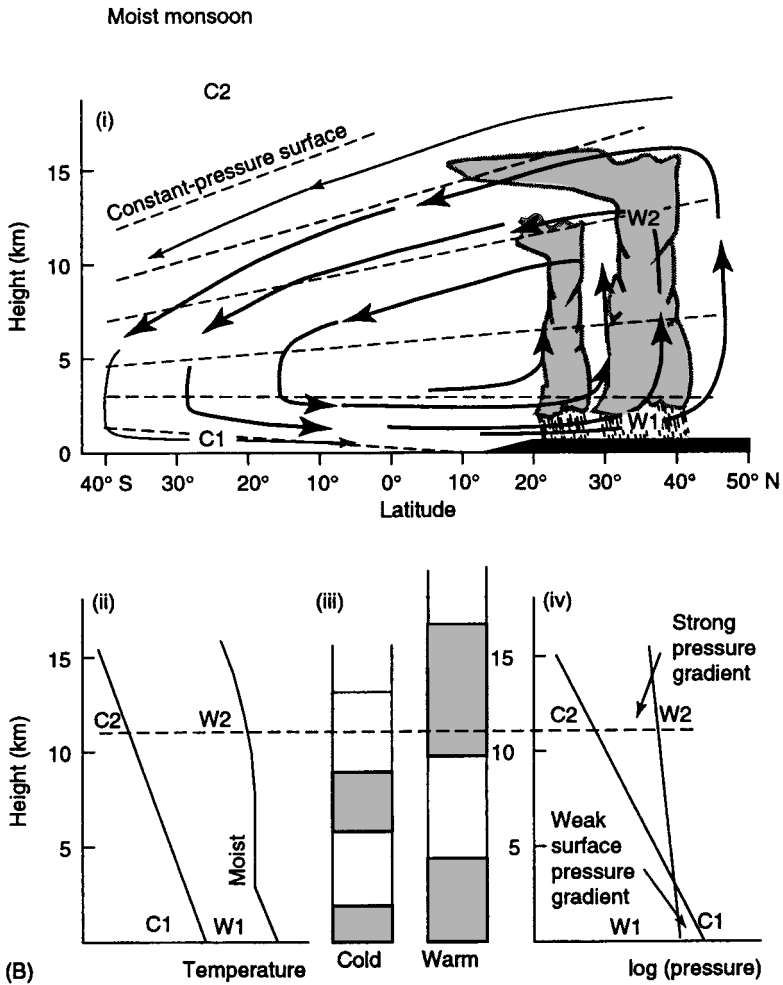 Moist monsoon
C2
(i)
Constant-pressure surface
15
10
5
0
Height (km)
W2
W1
C1
40° S
30°
20°
10°
0°
10°
20°
30°
40°
50° N
Latitude
(ii)
(iii)
(iv)
15
10
5
Height (km)
C2
W2
Moist
C1
W1
Temperature
Cold
Warm
15
10
5
Strong
pressure
gradient
C2
W2
Weak
surface
pressure
gradient
W1
C1
log (pressure)
(B)